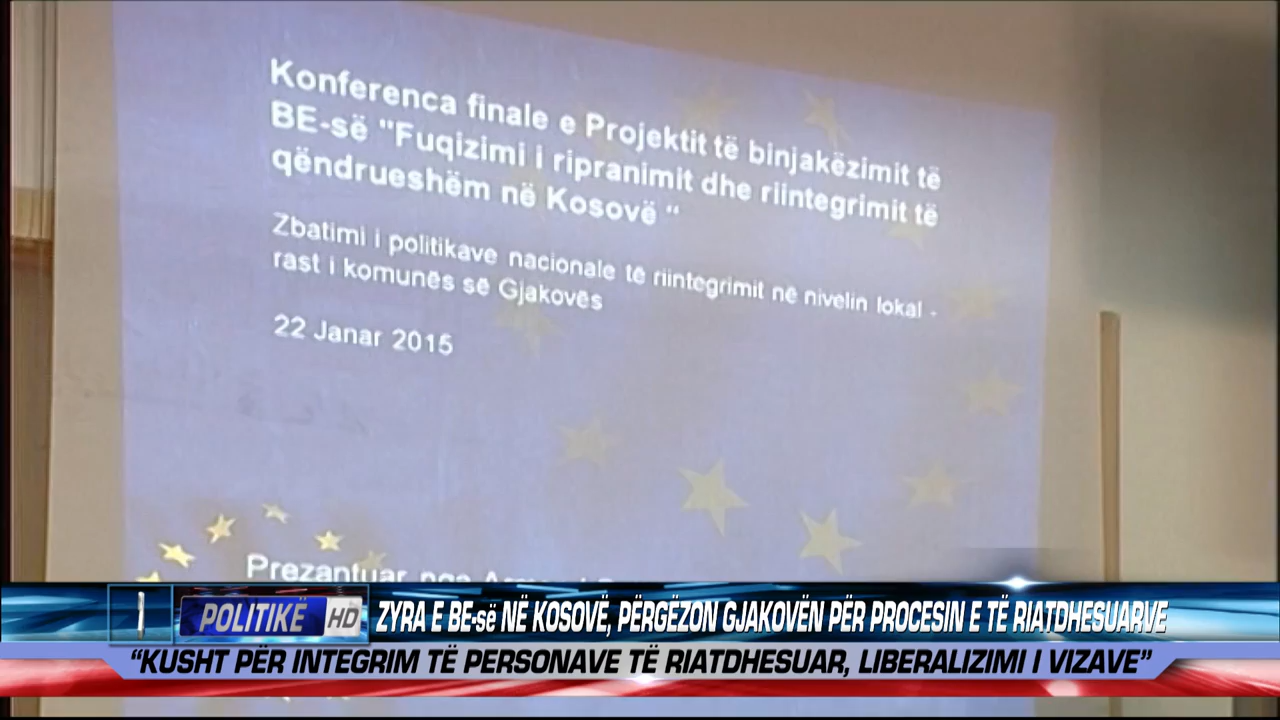 Konferenca finale e Projektit të binjakëzimit të
BE-së "Fuqizimi i ripranimit dhe riintegrimit të
qëndrueshëm në Kosovë “
Zbatimi i politikave nacionale të riintegrimit në nivelin lokal -
rast i komunës së Gjakovës
22 Janar 2015
Prezantuar nga
POLITIKË HD
ZYRA E BE-së NË KOSOVË, PËRGËZON GJAKOVËN PËR PROCESIN E TË RIATDHESUARVE
“KUSHT PËR INTEGRIM TË PERSONAVE TË RIATDHESUAR, LIBERALIZIMI I VIZAVE”